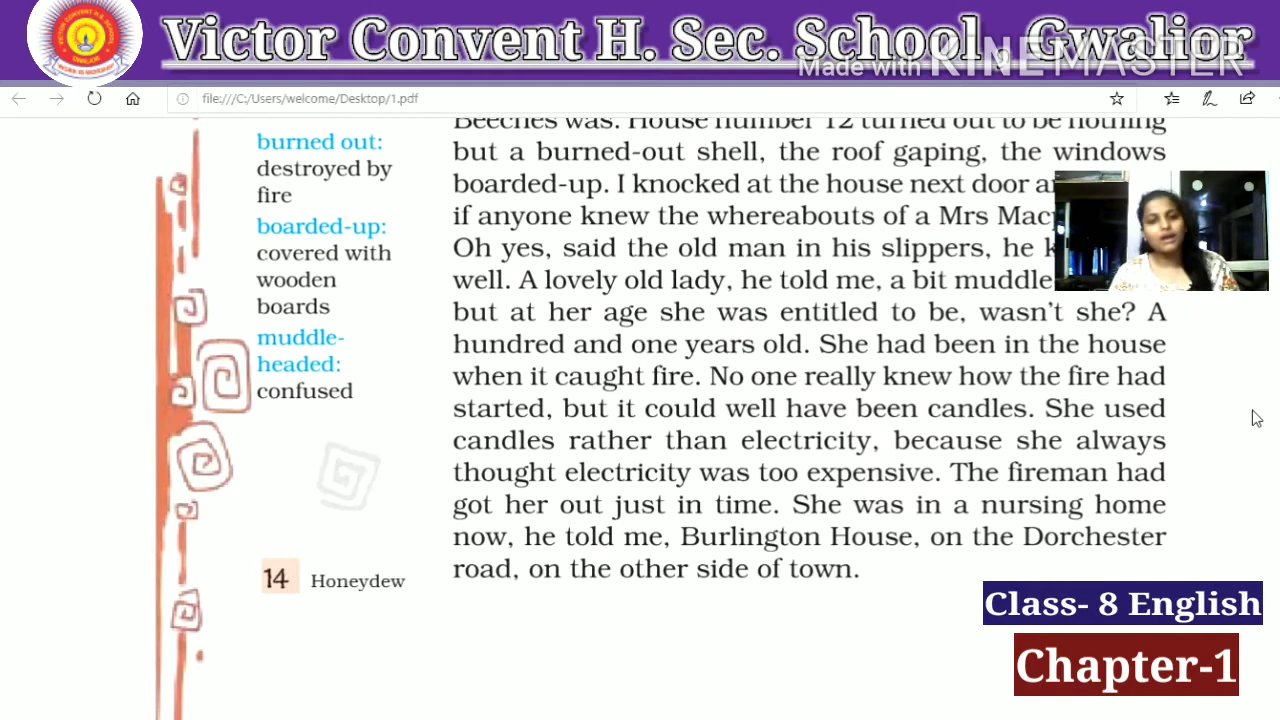 Victor Convent H. Sec. School, Gwalior
Made with KINEMASTER
file:///C:/Users/welcome/Desktop/1.pdf
burned out:
destroyed by
fire
boarded-up:
covered with
wooden
boards
muddle-
headed:
confused
Beeches was. House number 12 turned out to be nothing
but a burned-out shell, the roof gaping, the windows
boarded-up. I knocked at the house next door
if anyone knew the whereabouts of a Mrs
Oh yes, said the old man in his slippers, he
well. A lovely old lady, he told me, a bit muddle
but at her age she was entitled to be, wasn't she? A
hundred and one years old. She had been in the house
when it caught fire. No one really knew how the fire had
started, but it could well have been candles. She used
candles rather than electricity, because she always
thought electricity was too expensive. The fireman had
got her out just in time. She was in a nursing home
now, he told me, Burlington House, on the Dorchester
road, on the other side of town.
14 Honeydew
Class- 8 English
Chapter-1